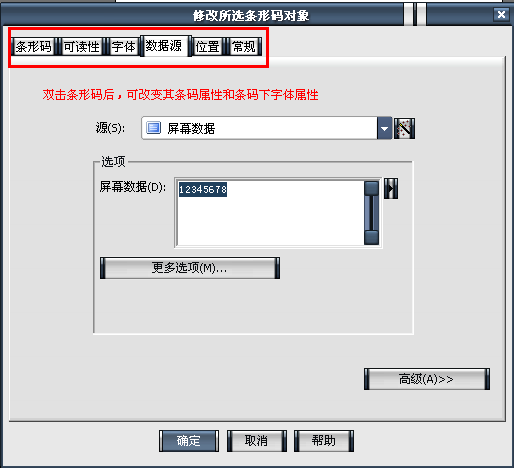 修改所选条形码对象
条形码 可读性 字体 数据源 位置 常规
双击条形码后，可改变其条码属性和条码下字体属性
源(S): 屏幕数据
选项
屏幕数据(D): 12345678
更多选项(M)...
高级(A)>>
确定 取消 帮助